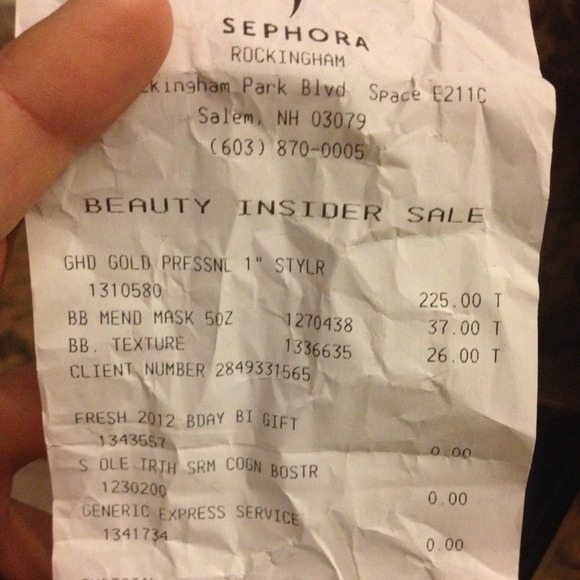 SEPHORA
ROCKINGHAM
ckingham Park Blvd Space E211C
Salem, NH 03079
(603) 870-0005
BEAUTY INSIDER SALE
GHD GOLD PRFSSNL 1" STYLR
1310580 225.00 T
BB MEND MASK 5OZ 1270438 37.00 T
BB. TEXTURE 1336635 26.00 T
CLIENT NUMBER 2849331565
FRESH 2012 BDAY BI GIFT
1343557 0.00
S OLE TRTH SRM COGN BOSTR
1230200 0.00
GENERIC EXPRESS SERVICE
1341734 0.00